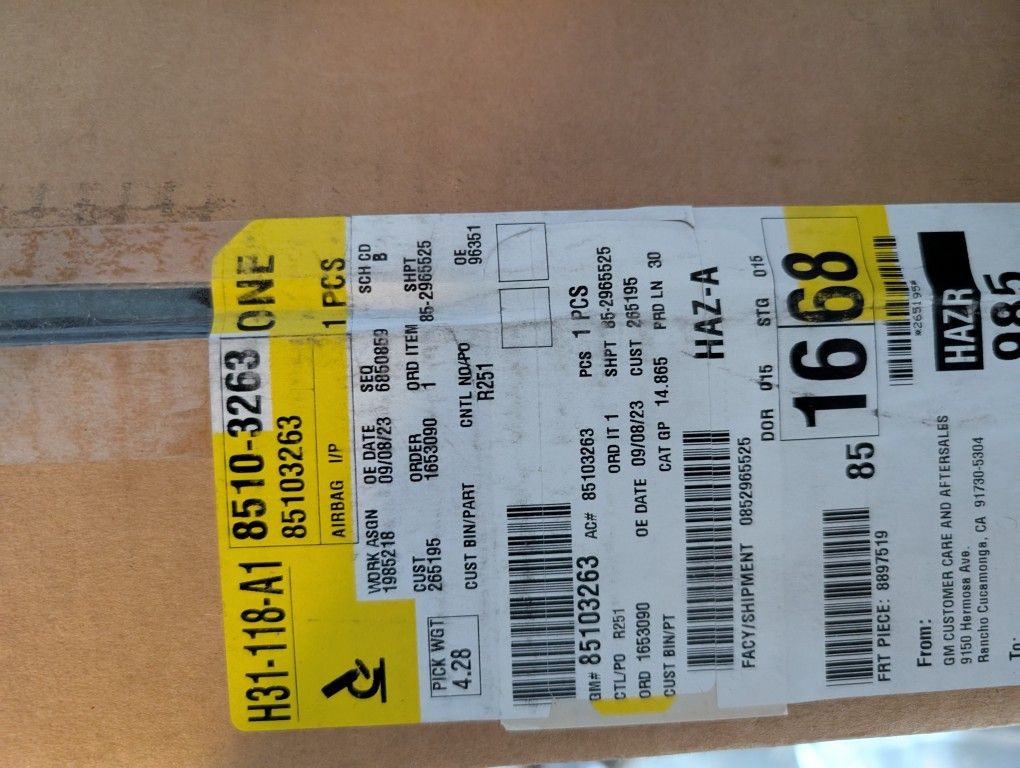 H31-118-A1 8510-3263 ONE
85103263
AIRBAG I/P 1 PCS
WORK ASGN OE DATE SEQ SCH CD
1985218 09/08/23 6850859 B
CUST ORDER ORD ITEM SHPT
265195 1653090 1 85-2965525
PICK WGT CUST BIN/PART CNTL NO/PO OE
4.28 R251 96351
GM# 85103263 AC# 85103263 PCS 1 PCS
CTL/PO R251 ORD IT 1 SHPT 85-2965525
ORD 1653090 OE DATE 09/08/23 CUST 265195
CUST BIN/PT CAT GP 14.865 PRD LN 30
HAZ-A
FACY/SHIPMENT 0852965525
DOR 015 STG 015
85 16 68
FRT PIECE: 8897519
*265195*
From:
GM CUSTOMER CARE AND AFTERSALES
9150 Hermosa Ave.
Rancho Cucamonga, CA 91730-5304
HAZR
To:
985